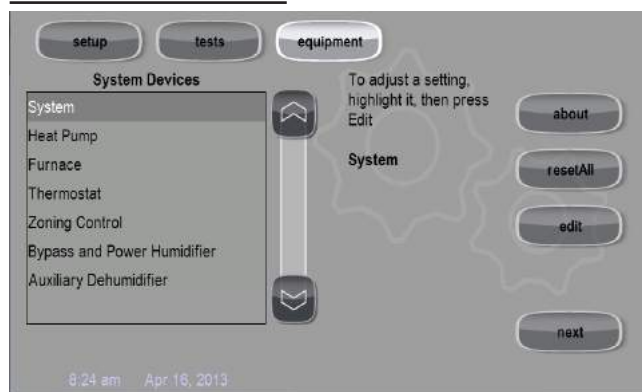 setup
tests
equipment
System Devices
System
Heat Pump
Furnace
Thermostat
Zoning Control
Bypass and Power Humidifier
Auxiliary Dehumidifier
To adjust a setting,
highlight it, then press
Edit
System
about
resetAll
edit
next
8:24 am Apr 16, 2013